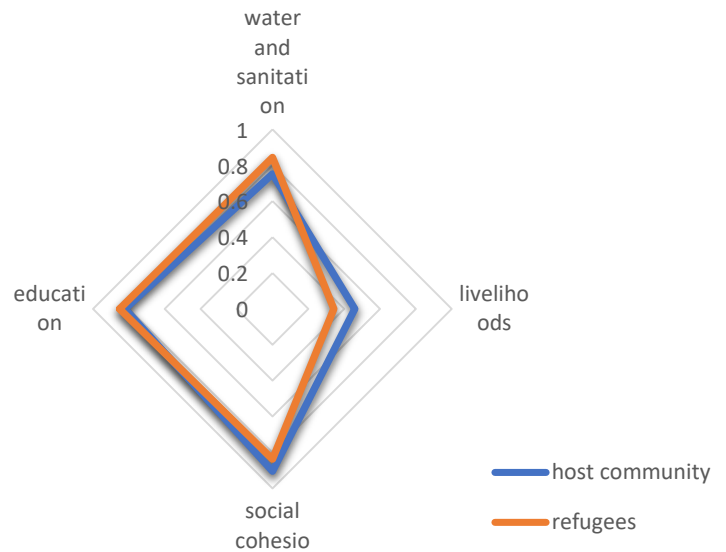 water
and
sanitati
on
1
0.8
0.6
0.4
0.2
0
educati
on
liveliho
ods
social
cohesio
host community
refugees